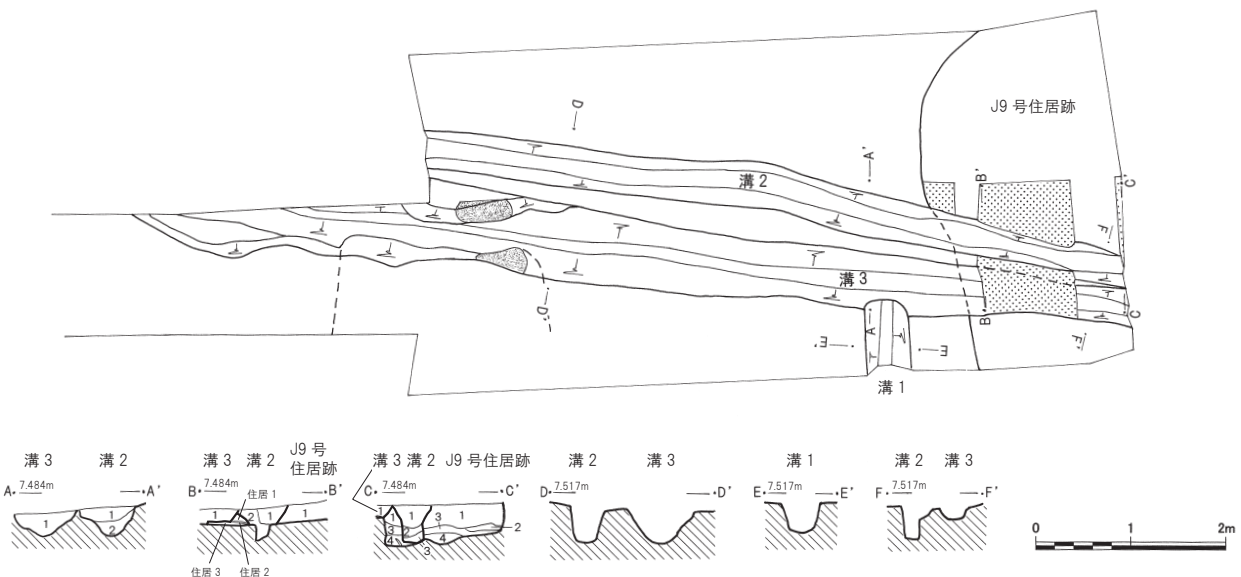 J9 号住居跡
D
A'
B'
C'
溝 2
F
溝 3
D'
A
B
C
E'
E
F'
溝 1
溝 3 溝 2
A 7.484m A'
1 1
2
溝 3 溝 2 J9 号
住居跡
B 7.484m B'
住居 1
1 2 1 1
住居 3 住居 2
溝 3 溝 2 J9 号住居跡
C 7.484m C'
1 1 1 3 1
3 2 2
4 4
3
溝 2 溝 3
D 7.517m D'
溝 1
E 7.517m E'
溝 2 溝 3
F 7.517m F'
0 1 2m